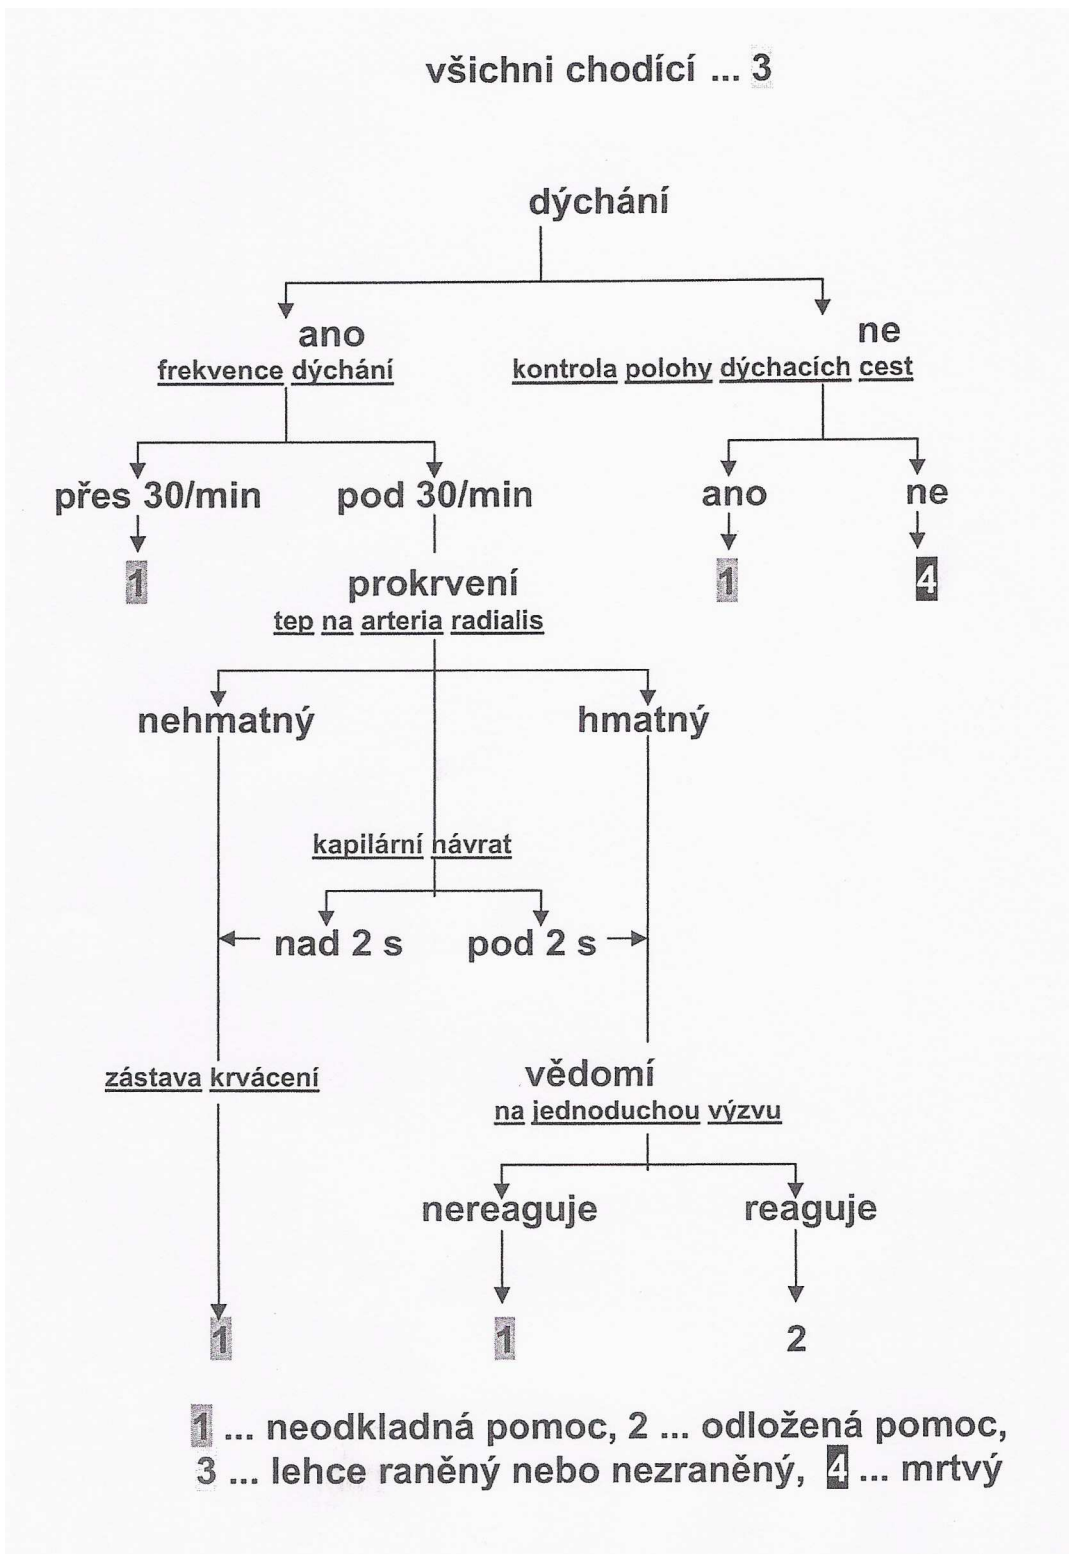 všichni chodící ... 3
dýchání
ano
ne
frekvence dýchání
kontrola polohy dýchacích cest
přes 30/min
pod 30/min
ano
ne
1
1
4
prokrvení
tep na arteria radialis
nehmatný
hmatný
kapilární návrat
nad 2 s
pod 2 s
zástava krvácení
vědomí
na jednoduchou výzvu
nereaguje
reaguje
1
1
2
1 ... neodkladná pomoc, 2 ... odložená pomoc,
3 ... lehce raněný nebo nezraněný, 4 ... mrtvý